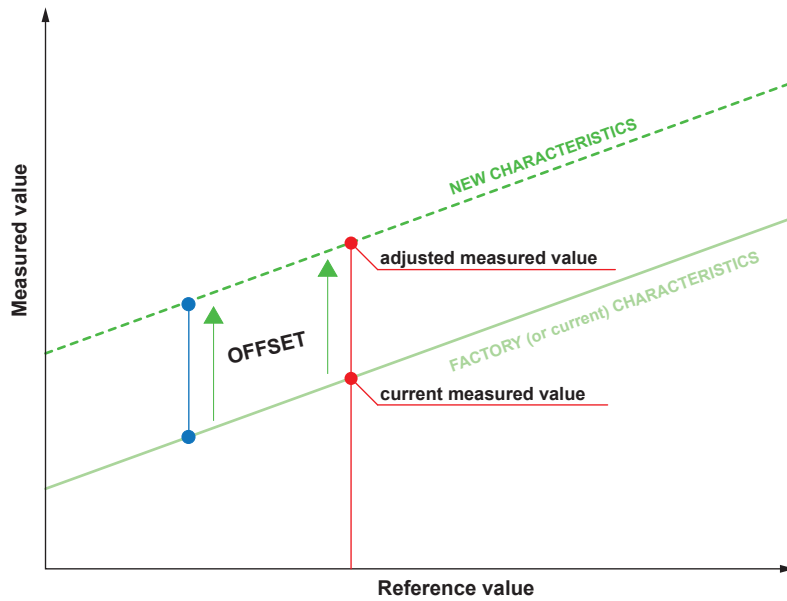 Measured value
NEW CHARACTERISTICS
adjusted measured value
FACTORY (or current) CHARACTERISTICS
OFFSET
current measured value
Reference value